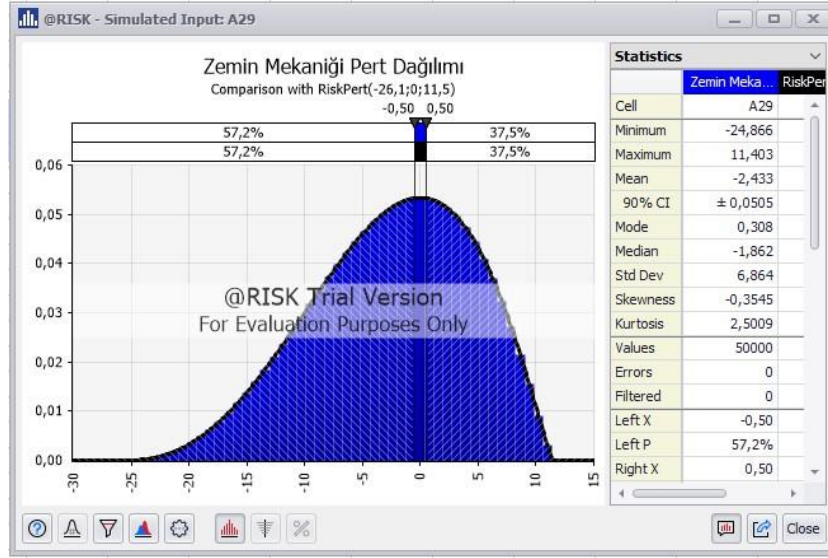 @RISK - Simulated Input: A29
Zemin Mekaniği Pert Dağılımı
Comparison with RiskPert(-26,1;0;11,5)
-0,50 0,50
57,2% 37,5%
57,2% 37,5%
0,06
0,05
0,04
0,03
0,02
0,01
0,00
-30 -25 -20 -15 -10 -5 0 5 10 15
@RISK Trial Version
For Evaluation Purposes Only
Statistics
Zemin Meka... RiskPer
Cell A29
Minimum -24,866
Maximum 11,403
Mean -2,433
90% CI ± 0,0505
Mode 0,308
Median -1,862
Std Dev 6,864
Skewness -0,3545
Kurtosis 2,5009
Values 50000
Errors 0
Filtered 0
Left X -0,50
Left P 57,2%
Right X 0,50
Close